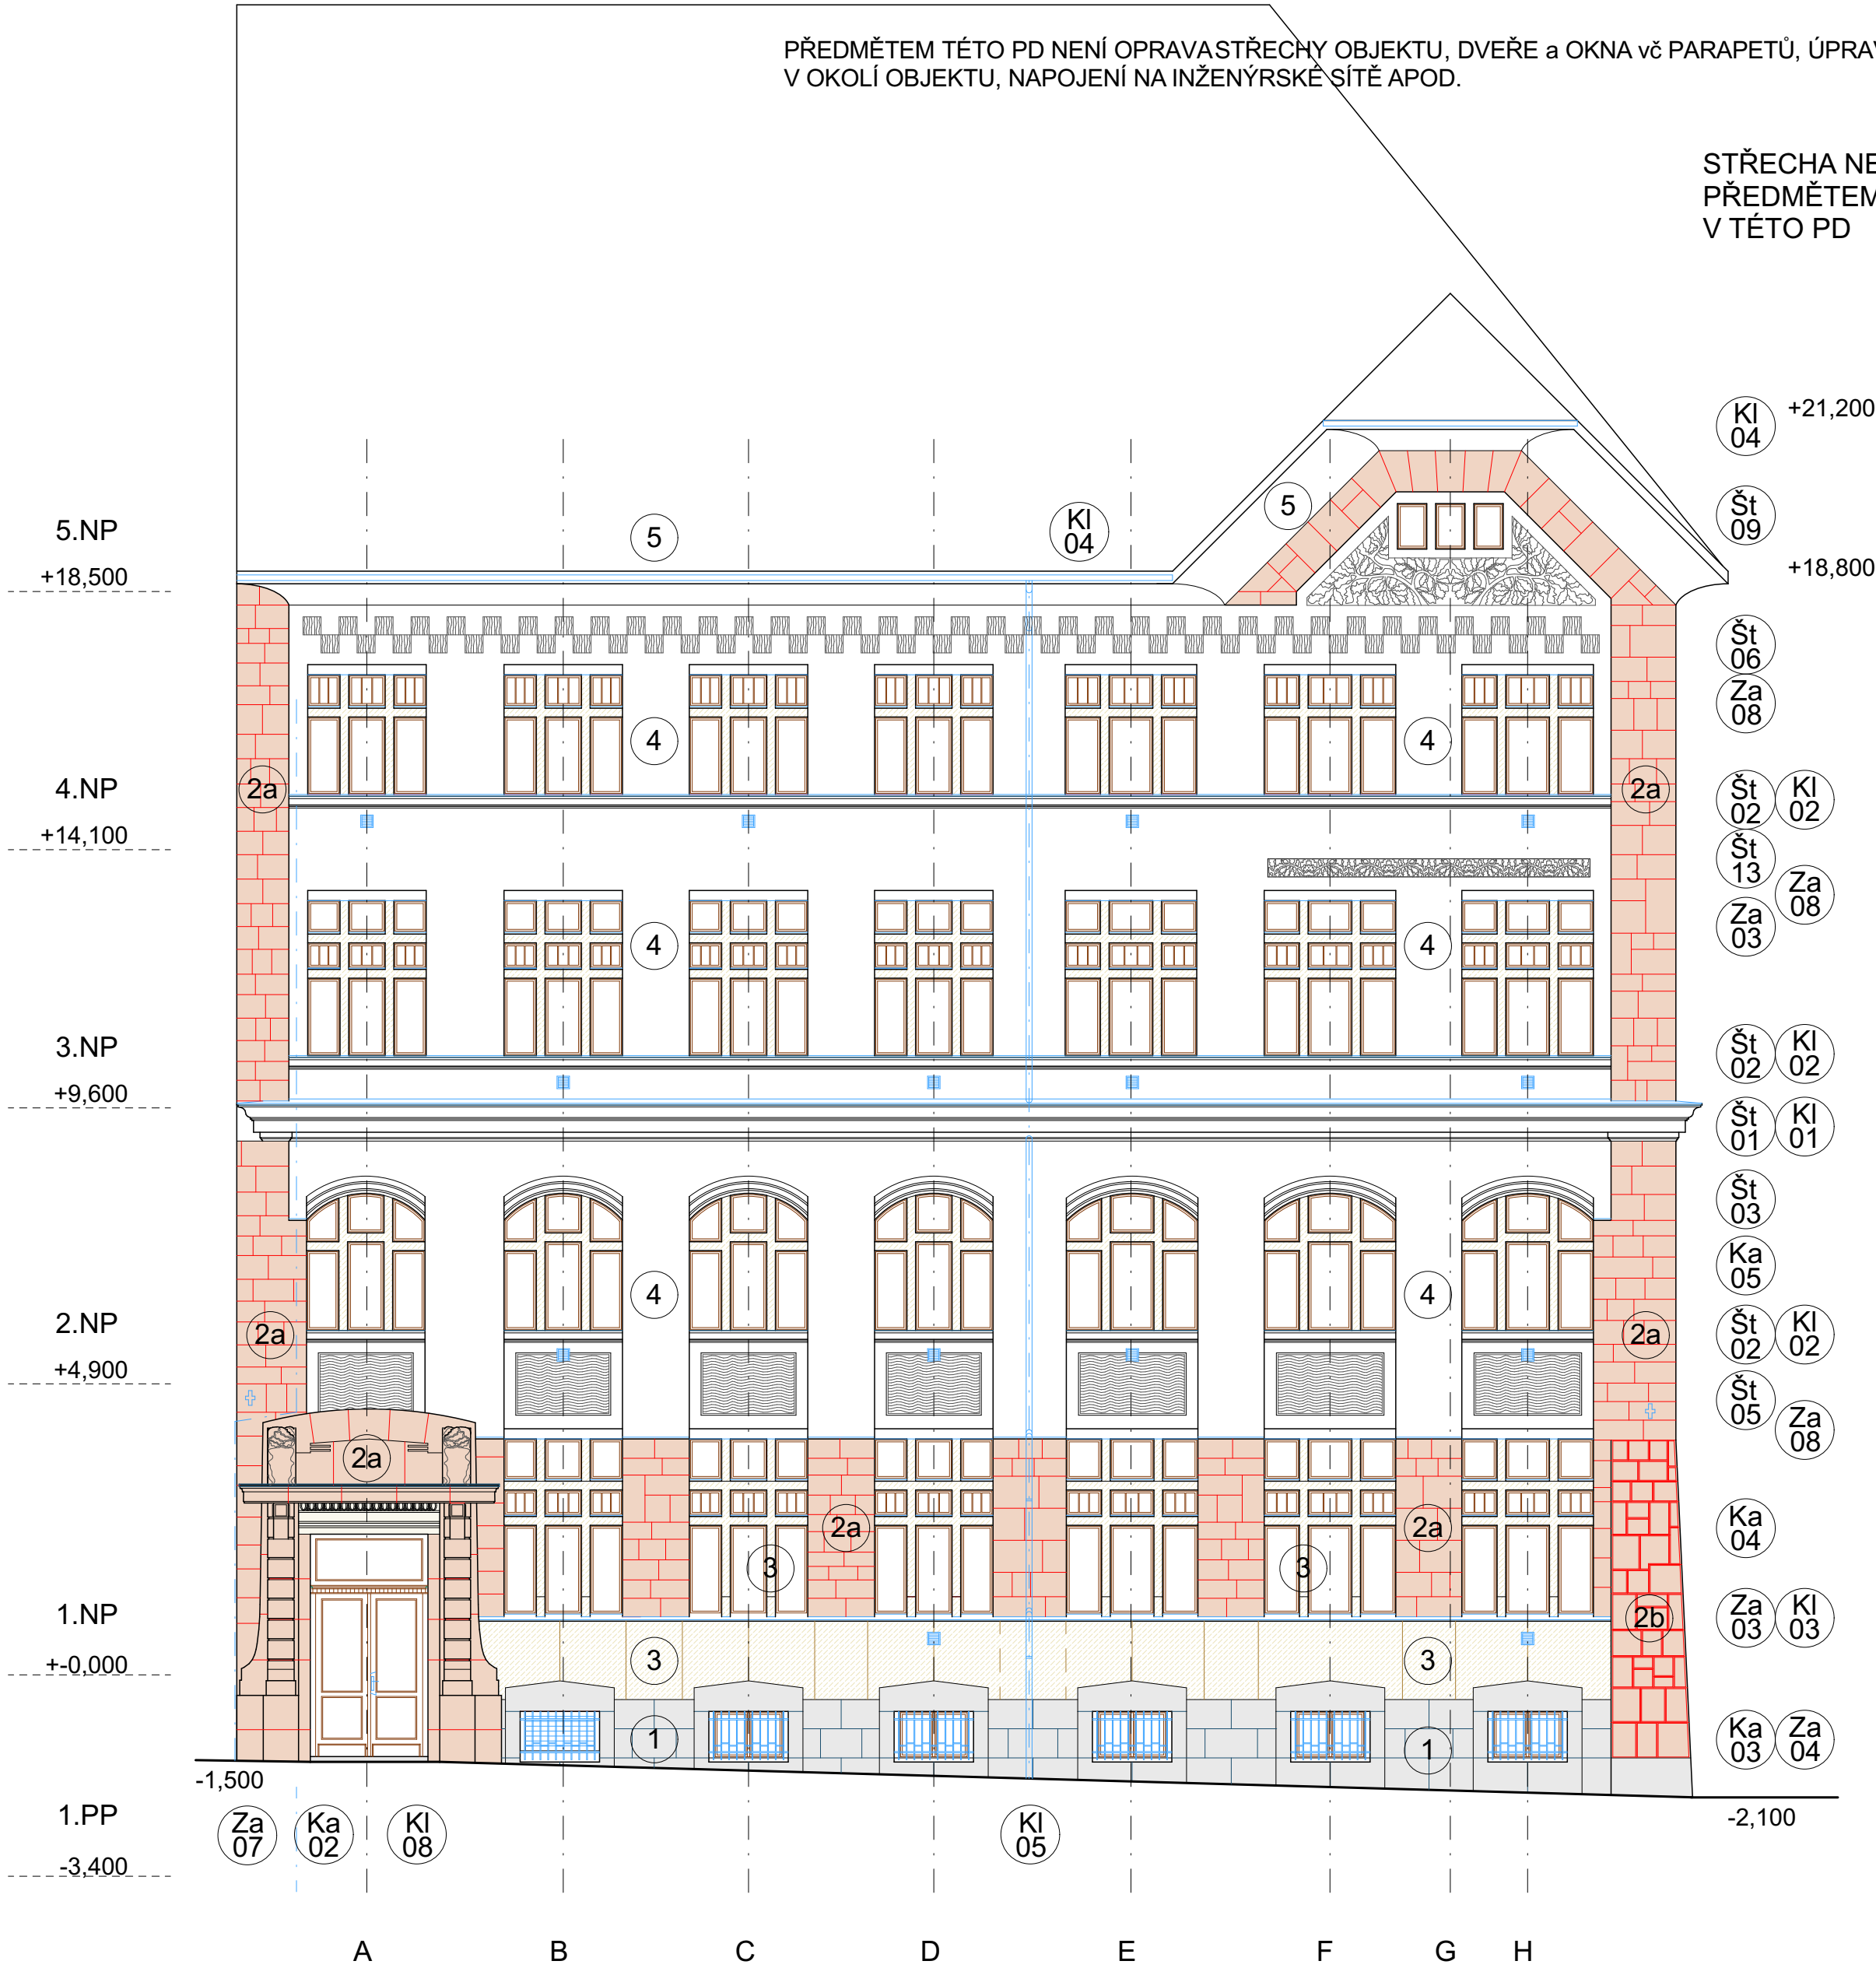 PŘEDMĚTEM TÉTO PD NENÍ OPRAVASTŘECHY OBJEKTU, DVEŘE a OKNA vč PARAPETŮ, ÚPRAV
V OKOLÍ OBJEKTU, NAPOJENÍ NA INŽENÝRSKÉ SÍTĚ APOD.
STŘECHA NE
PŘEDMĚTEM
V TÉTO PD
Kl
04
+21,200
5
Kl
04
5
Št
09
5.NP
+18,500
+18,800
Št
06
Za
08
4
4
4.NP
2a
2a
Št
02
Kl
02
+14,100
Št
13
Za
08
4
4
Za
03
3.NP
Št
02
Kl
02
+9,600
Št
01
Kl
01
Št
03
Ka
05
4
4
2.NP
2a
2a
Št
02
Kl
02
+4,900
Št
05
Za
08
2a
2a
2a
Ka
04
3
3
1.NP
2b
Za
03
Kl
03
+-0,000
3
3
1
1
Ka
03
Za
04
-1,500
1.PP
-2,100
Za
07
Ka
02
Kl
08
Kl
05
-3,400
A B C D E F G H